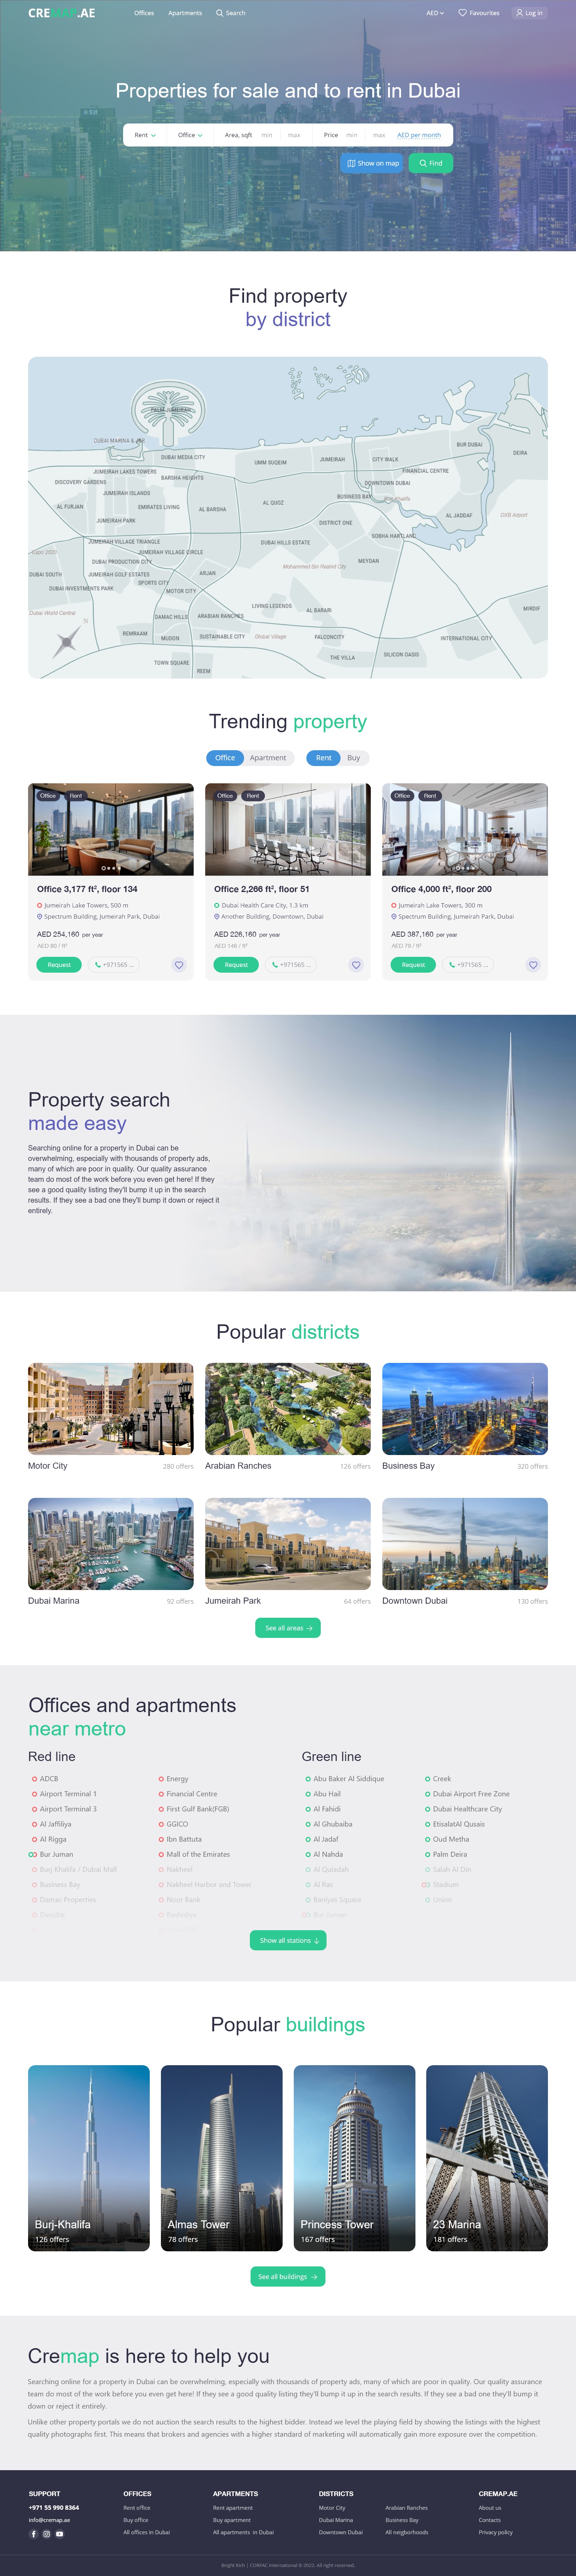 CREMAP.AE
Offices Apartments Search AED Favourites Log in
Properties for sale and to rent in Dubai
Rent Office Area, sqft min max Price min max AED per month
Show on map Find
Find property
by district
PALM JUMEIRAH
DUBAI MARINA & JBR
BUR DUBAI
DEIRA
DUBAI MEDIA CITY
UMM SUQEIM
JUMEIRAH
CITY WALK
JUMEIRAH LAKES TOWERS
FINANCIAL CENTRE
DISCOVERY GARDENS
BARSHA HEIGHTS
DOWNTOWN DUBAI
JUMEIRAH ISLANDS
BUSINESS BAY
Burj Khalifa
AL FURJAN
EMIRATES LIVING
AL BARSHA
AL QUOZ
JUMEIRAH PARK
DISTRICT ONE
AL JADDAF
DXB Airport
JUMEIRAH VILLAGE TRIANGLE
DUBAI HILLS ESTATE
SOBHA HARTLAND
Expo 2020
JUMEIRAH VILLAGE CIRCLE
DUBAI PRODUCTION CITY
MEYDAN
Mohammed Bin Rashid City
DUBAI SOUTH
JUMEIRAH GOLF ESTATES
ARJAN
SPORTS CITY
DUBAI INVESTMENTS PARK
MOTOR CITY
LIVING LEGENDS
AL BARARI
MIRDIF
Dubai World Central
DAMAC HILLS
ARABIAN RANCHES
N
REMRAAM
MUDON
SUSTAINABLE CITY
Global Village
FALCONCITY
INTERNATIONAL CITY
THE VILLA
SILICON OASIS
TOWN SQUARE
REEM
Trending property
Office Apartment Rent Buy
Office Rent
Office 3,177 ft², floor 134
Jumeirah Lake Towers, 500 m
Spectrum Building, Jumeirah Park, Dubai
AED 254,160 per year
AED 80 / ft²
Request +971565 ...
Office Rent
Office 2,266 ft², floor 51
Dubai Health Care City, 1.3 km
Another Building, Downtown, Dubai
AED 226,160 per year
AED 146 / ft²
Request +971565 ...
Office Rent
Office 4,000 ft², floor 200
Jumeirah Lake Towers, 300 m
Spectrum Building, Jumeirah Park, Dubai
AED 387,160 per year
AED 79 / ft²
Request +971565 ...
Property search
made easy
Searching online for a property in Dubai can be
overwhelming, especially with thousands of property ads,
many of which are poor in quality. Our quality assurance
team do most of the work before you even get here! If they
see a good quality listing they'll bump it up in the search
results. If they see a bad one they'll bump it down or reject it
entirely.
Popular districts
Motor City 280 offers
Arabian Ranches 126 offers
Business Bay 320 offers
Dubai Marina 92 offers
Jumeirah Park 64 offers
Downtown Dubai 130 offers
See all areas
Offices and apartments
near metro
Red line
ADCB
Airport Terminal 1
Airport Terminal 3
Al Jaffiliya
Al Rigga
Bur Juman
Burj Khalifa / Dubai Mall
Business Bay
Damac Properties
Danube
Energy
Financial Centre
First Gulf Bank(FGB)
GGICO
Ibn Battuta
Mall of the Emirates
Nakheel
Nakheel Harbor and Tower
Noor Bank
Rashidiya
Green line
Abu Baker Al Siddique
Abu Hail
Al Fahidi
Al Ghubaiba
Al Jadaf
Al Nahda
Al Qusidah
Al Ras
Baniyas Square
Bur Juman
Creek
Dubai Airport Free Zone
Dubai Healthcare City
EtisalatAl Qusais
Oud Metha
Palm Deira
Salah Al Din
Stadium
Union
Show all stations
Popular buildings
Burj-Khalifa
126 offers
Almas Tower
78 offers
Princess Tower
167 offers
23 Marina
181 offers
See all buildings
Cremap is here to help you
Searching online for a property in Dubai can be overwhelming, especially with thousands of property ads, many of which are poor in quality. Our quality assurance
team do most of the work before you even get here! If they see a good quality listing they'll bump it up in the search results. If they see a bad one they'll bump it
down or reject it entirely.
Unlike other property portals we do not auction the search results to the highest bidder. Instead we level the playing field by showing the listings with the highest
quality photographs first. This means that brokers and agencies with a higher standard of marketing will automatically gain more exposure over the competition.
SUPPORT
+971 55 990 8364
info@cremap.ae
OFFICES
Rent office
Buy office
All offices in Dubai
APARTMENTS
Rent apartment
Buy apartment
All apartments in Dubai
DISTRICTS
Motor City
Dubai Marina
Downtown Dubai
Arabian Ranches
Business Bay
All neigborhoods
CREMAP.AE
About us
Contacts
Privacy policy
Bright Rich | CORFAC International © 2022. All right reserved.